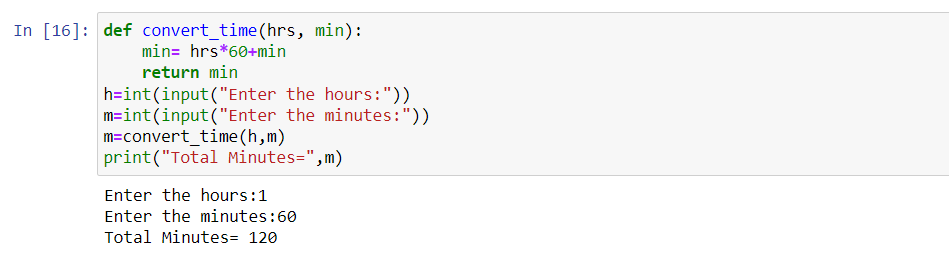 In [16]: def convert_time(hrs, min):
    min= hrs*60+min
    return min
h=int(input("Enter the hours:"))
m=int(input("Enter the minutes:"))
m=convert_time(h,m)
print("Total Minutes=",m)
Enter the hours:1
Enter the minutes:60
Total Minutes= 120